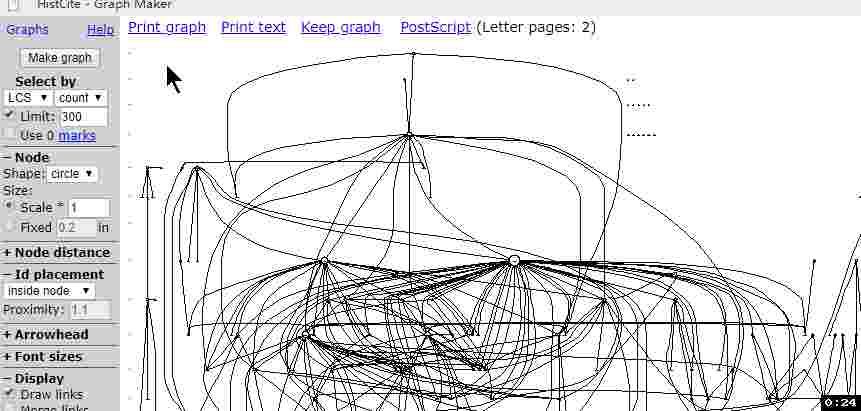 HistCite - Graph Maker
Graphs Help
Print graph Print text Keep graph PostScript (Letter pages: 2)
Make graph
Select by
LCS count
Limit: 300
Use 0 marks
− Node
Shape: circle
Size:
Scale * 1
Fixed 0.2 in
+ Node distance
− Id placement
inside node
Proximity: 1.1
+ Arrowhead
+ Font sizes
− Display
Draw links
Merge links
0:24